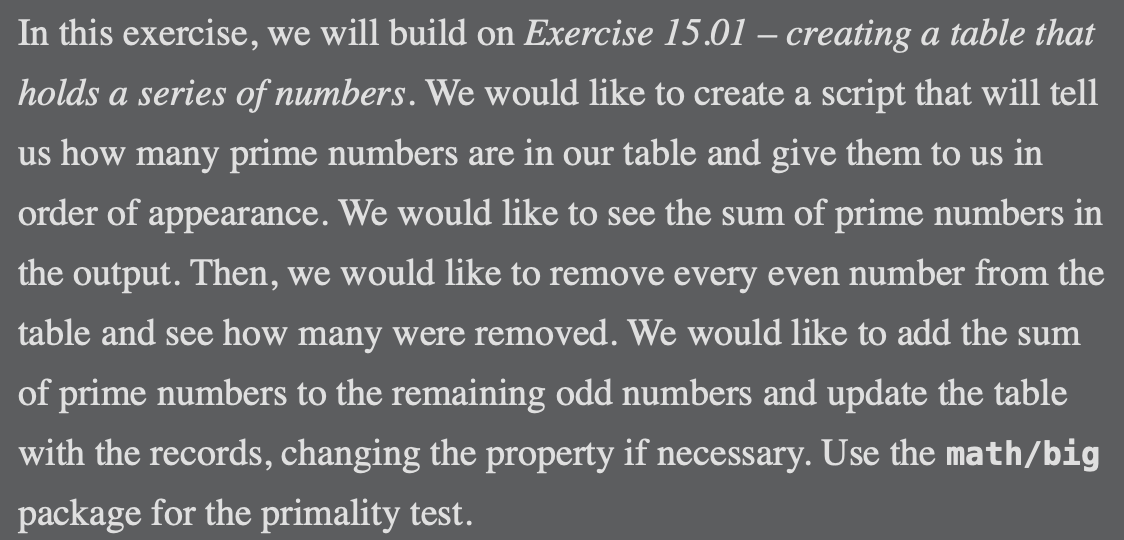 In this exercise, we will build on Exercise 15.01 – creating a table that
holds a series of numbers. We would like to create a script that will tell
us how many prime numbers are in our table and give them to us in
order of appearance. We would like to see the sum of prime numbers in
the output. Then, we would like to remove every even number from the
table and see how many were removed. We would like to add the sum
of prime numbers to the remaining odd numbers and update the table
with the records, changing the property if necessary. Use the math/big
package for the primality test.